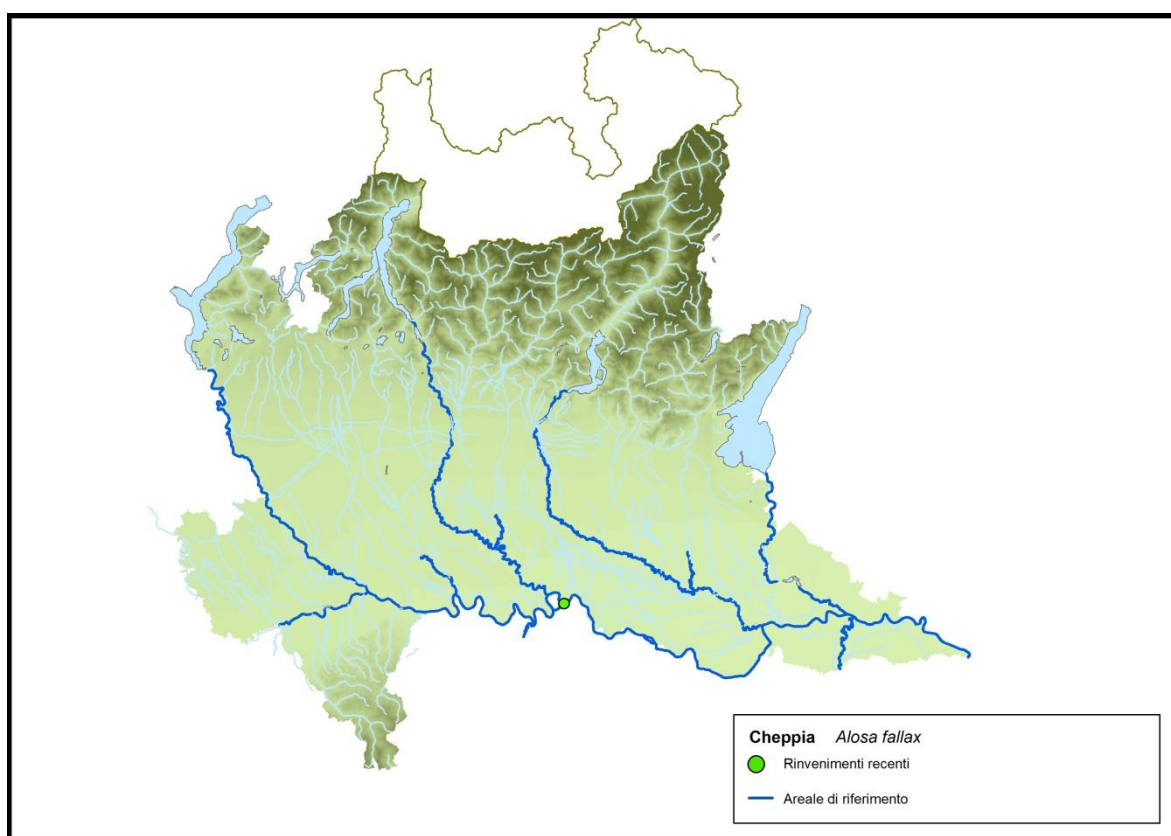 Cheppia Alosa fallax
Rinvenimenti recenti
Areale di riferimento